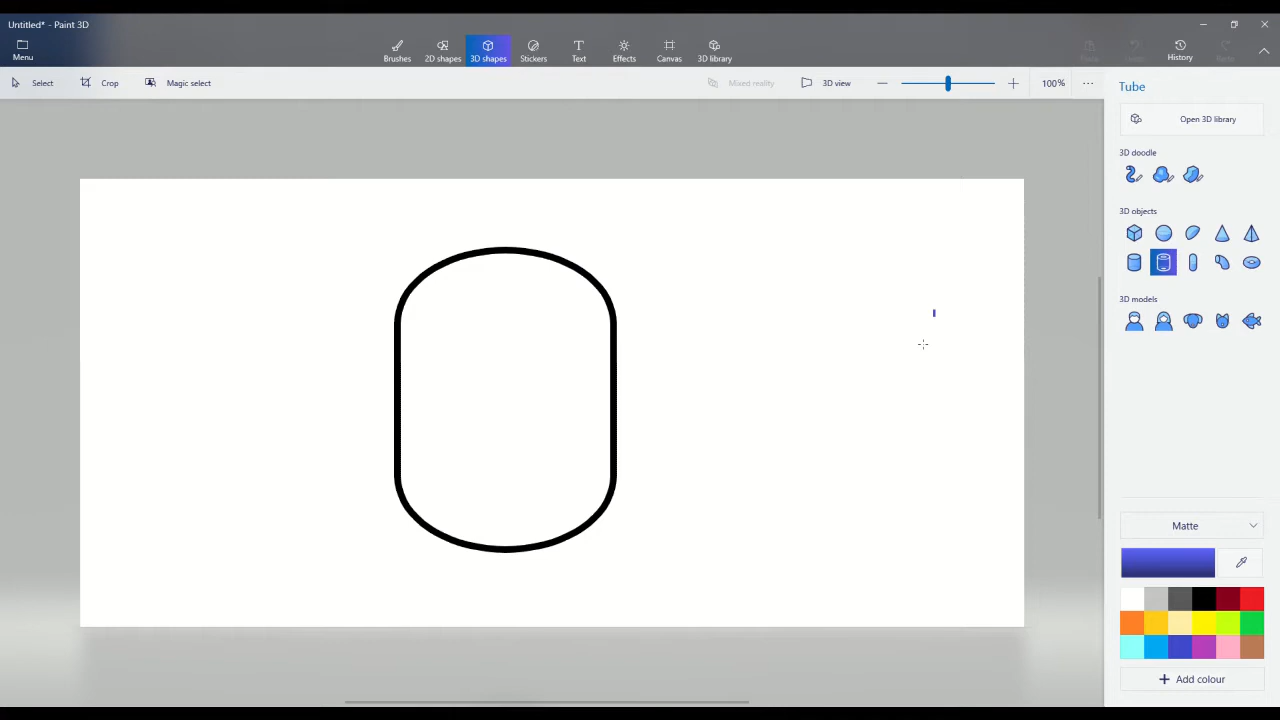 Untitled* - Paint 3D
Menu
Brushes
2D shapes
3D shapes
Stickers
Text
Effects
Canvas
3D library
History
Select
Crop
Magic select
Mixed reality
3D view
100%
Tube
Open 3D library
3D doodle
3D objects
3D models
Matte
Add colour